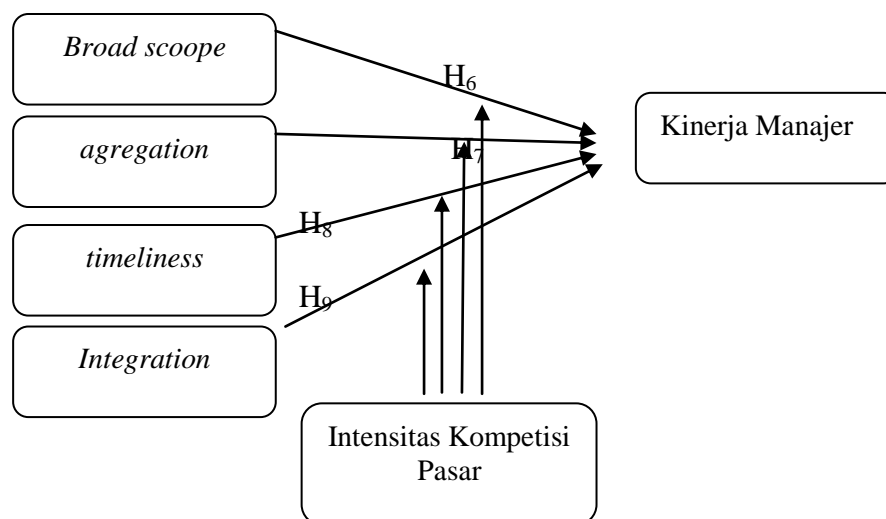 Broad scoope
H6
Kinerja Manajer
agregation
H7
H8
timeliness
H9
Integration
Intensitas Kompetisi
Pasar